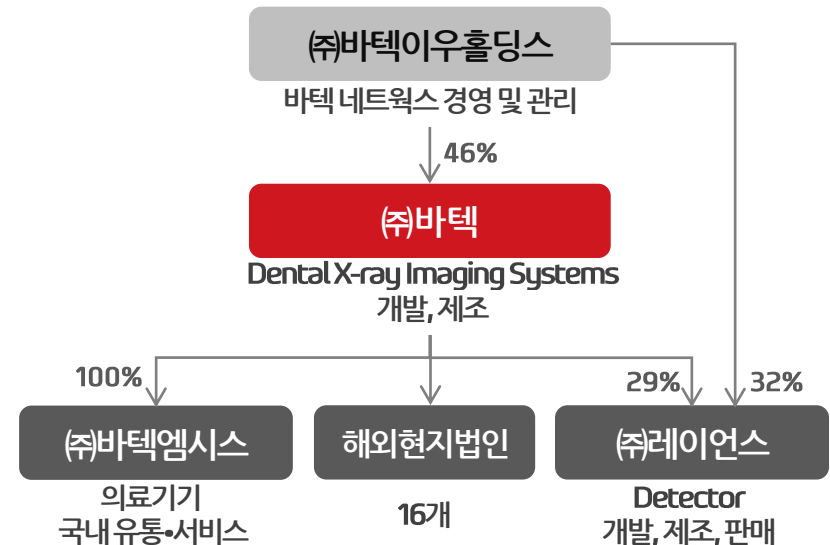 ㈜바텍이우홀딩스
바텍 네트웍스 경영 및 관리
46%
㈜바텍
Dental X-ray Imaging Systems
개발, 제조
100%
29%
32%
㈜바텍엠시스
해외현지법인
㈜레이언스
의료기기
국내 유통•서비스
16개
Detector
개발, 제조, 판매